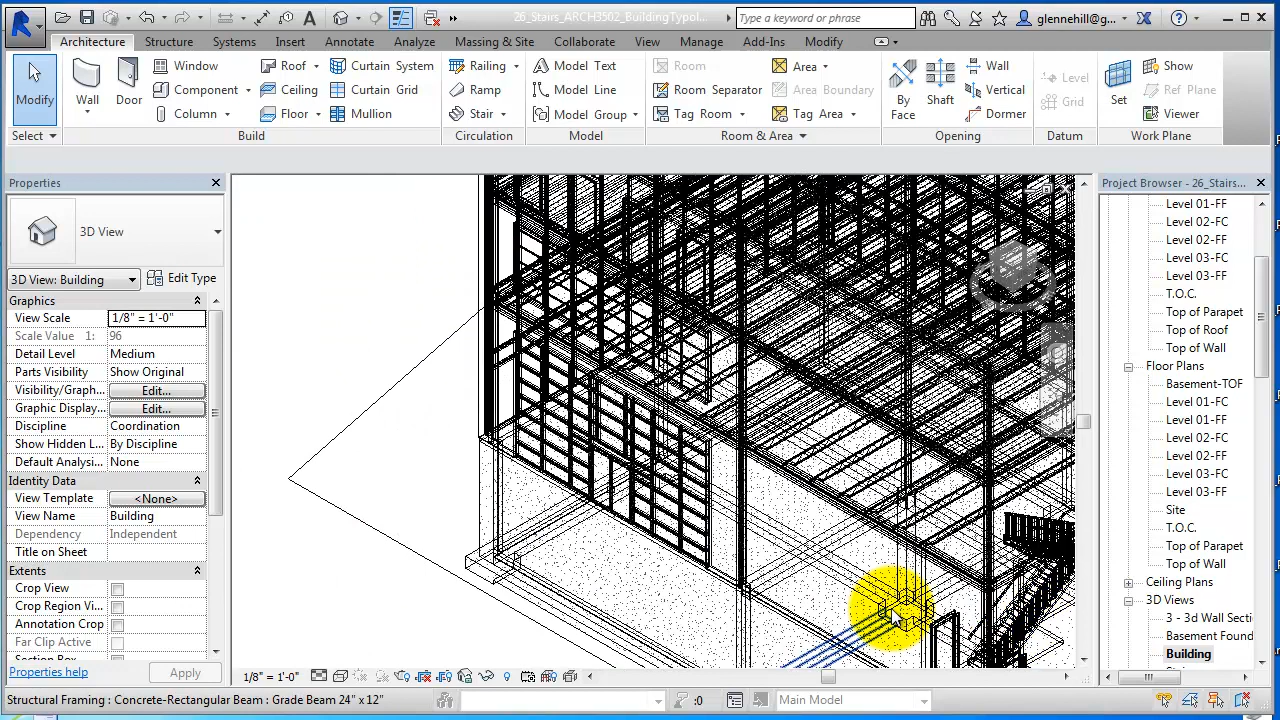 26_Stairs_ARCH3502_BuildingTypol...
Type a keyword or phrase
glennehill@g...
Architecture
Structure
Systems
Insert
Annotate
Analyze
Massing & Site
Collaborate
View
Manage
Add-Ins
Modify
Modify
Wall
Door
Window
Component
Column
Roof
Ceiling
Floor
Curtain System
Curtain Grid
Mullion
Railing
Ramp
Stair
Model Text
Model Line
Model Group
Room
Room Separator
Tag Room
Area
Area Boundary
Tag Area
By
Face
Shaft
Wall
Vertical
Dormer
Level
Grid
Set
Show
Ref Plane
Viewer
Select
Build
Circulation
Model
Room & Area
Opening
Datum
Work Plane
Properties
3D View
3D View: Building
Edit Type
Graphics
View Scale
1/8" = 1'-0"
Scale Value 1:
96
Detail Level
Medium
Parts Visibility
Show Original
Visibility/Graph...
Edit...
Graphic Display...
Edit...
Discipline
Coordination
Show Hidden L...
By Discipline
Default Analysi...
None
Identity Data
View Template
<None>
View Name
Building
Dependency
Independent
Title on Sheet
Extents
Crop View
Crop Region Vi...
Annotation Crop
Far Clip Active
Properties help
Apply
1/8" = 1'-0"
Project Browser - 26_Stairs...
Level 01-FF
Level 02-FC
Level 02-FF
Level 03-FC
Level 03-FF
T.O.C.
Top of Parapet
Top of Roof
Top of Wall
Floor Plans
Basement-TOF
Level 01-FC
Level 01-FF
Level 02-FC
Level 02-FF
Level 03-FC
Level 03-FF
Site
T.O.C.
Top of Parapet
Top of Wall
Ceiling Plans
3D Views
3 - 3d Wall Secti
Basement Found
Building
Structural Framing : Concrete-Rectangular Beam : Grade Beam 24" x 12"
:0
Main Model